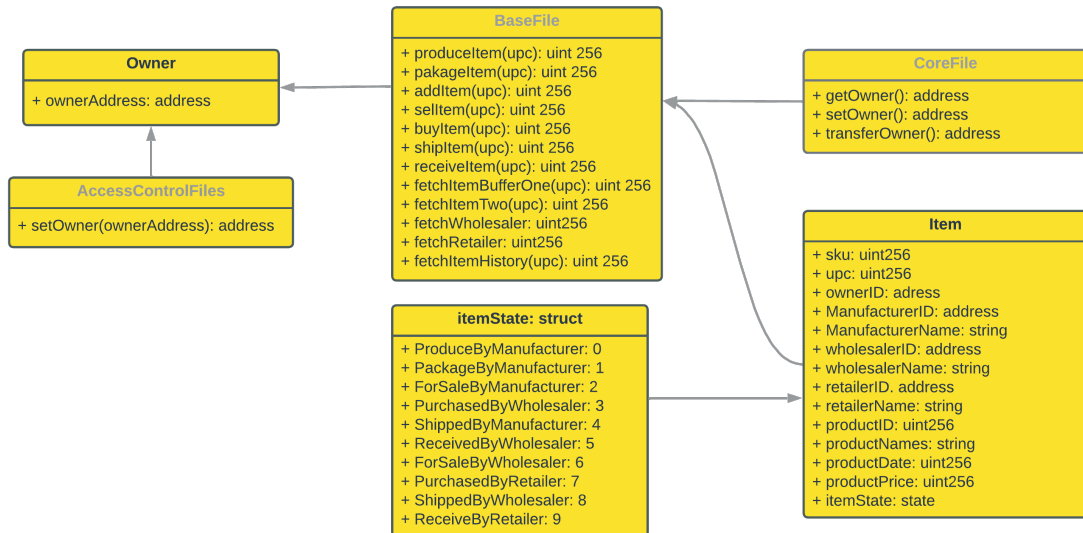 BaseFile
+ produceItem(upc): uint 256
+ pakageItem(upc): uint 256
+ addItem(upc): uint 256
+ selItem(upc): uint 256
+ buyItem(upc): uint 256
+ shipItem(upc): uint 256
+ receiveItem(upc): uint 256
+ fetchItemBufferOne(upc): uint 256
+ fetchItemTwo(upc): uint 256
+ fetchWholesaler: uint256
+ fetchRetailer: uint256
+ fetchItemHistory(upc): uint 256
Owner
+ ownerAddress: address
AccessControlFiles
+ setOwner(ownerAddress): address
CoreFile
+ getOwner(): address
+ setOwner(): address
+ transferOwner(): address
itemState: struct
+ ProduceByManufacturer: 0
+ PackageByManufacturer: 1
+ ForSaleByManufacturer: 2
+ PurchasedByWholesaler: 3
+ ShippedByManufacturer: 4
+ ReceivedByWholesaler: 5
+ ForSaleByWholesaler: 6
+ PurchasedByRetailer: 7
+ ShippedByWholesaler: 8
+ ReceiveByRetailer: 9
Item
+ sku: uint256
+ upc: uint256
+ ownerID: adress
+ ManufacturerID: address
+ ManufacturerName: string
+ wholesalerID: address
+ wholesalerName: string
+ retailerID. address
+ retailerName: string
+ productID: uint256
+ productNames: string
+ productDate: uint256
+ productPrice: uint256
+ itemState: state